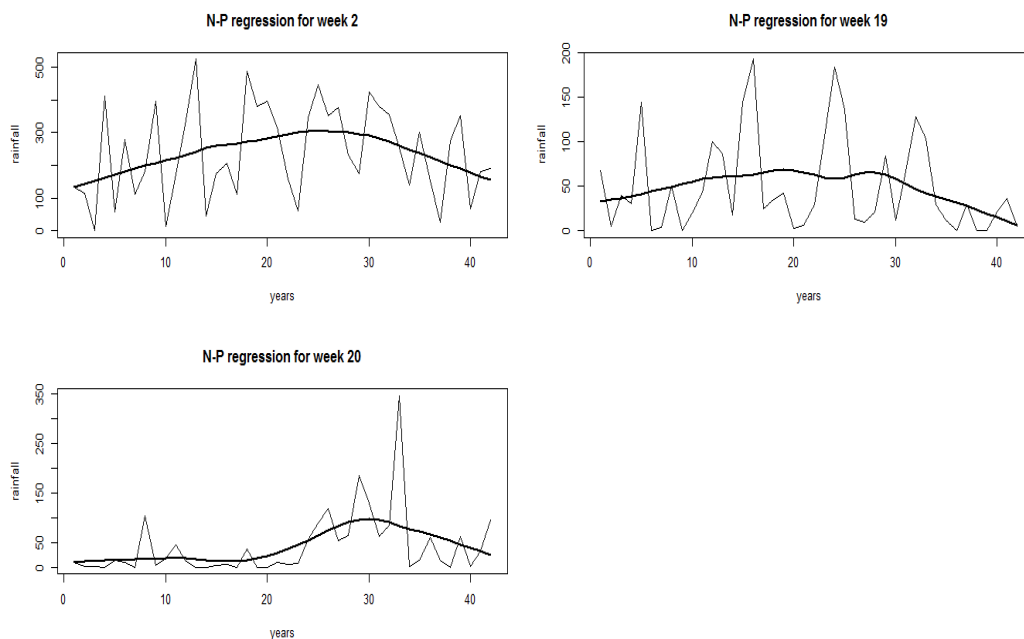 N-P regression for week 2
rainfall
0 100 300 500
0 10 20 30 40
years
N-P regression for week 19
rainfall
0 50 100 150 200
0 10 20 30 40
years
N-P regression for week 20
rainfall
0 50 150 250 350
0 10 20 30 40
years